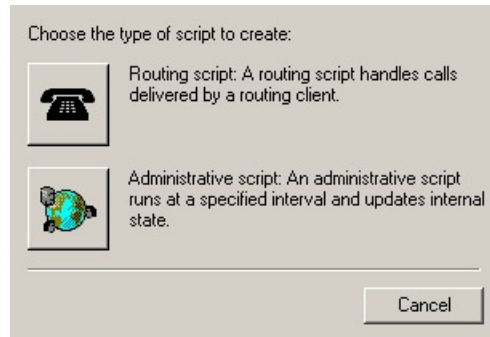 Choose the type of script to create:
Routing script: A routing script handles calls
delivered by a routing client.
Administrative script: An administrative script
runs at a specified interval and updates internal
state.
Cancel